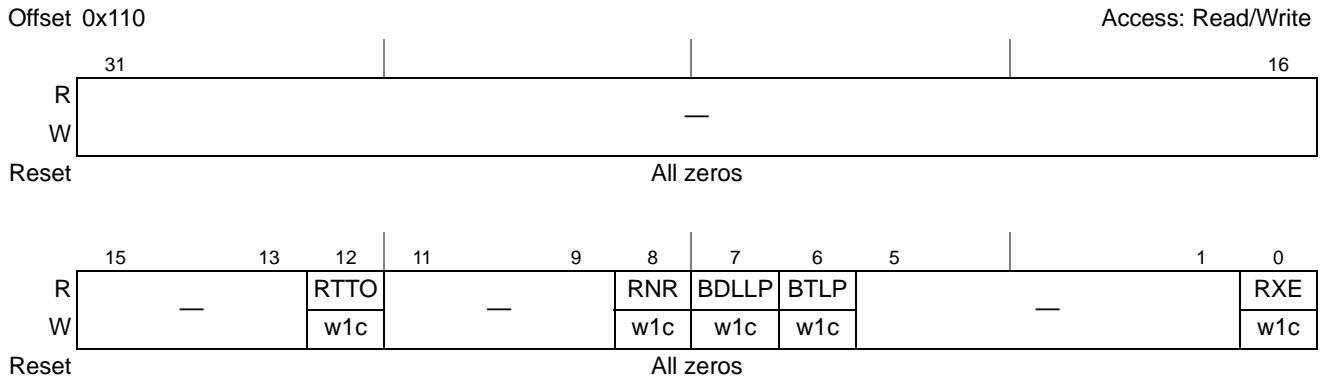 Offset 0x110 Access: Read/Write
31 16
R
—
W
Reset All zeros
15 13 12 11 9 8 7 6 5 1 0
R — RTTO — RNR BDLLP BTLP — RXE
W w1c w1c w1c w1c w1c
Reset All zeros